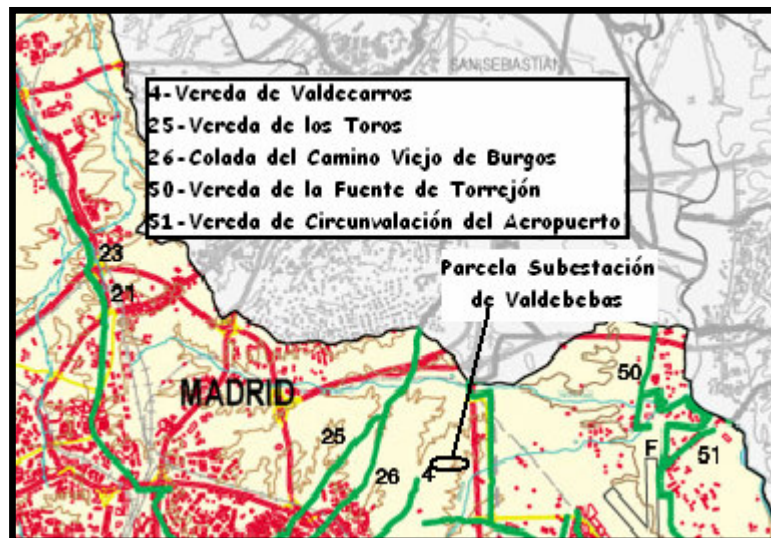 SAN SEBASTIÁN
4-Vereda de Valdecarros
25-Vereda de los Toros
26-Colada del Camino Viejo de Burgos
50-Vereda de la Fuente de Torrejón
51-Vereda de Circunvalación del Aeropuerto
23
Parcela Subestación
de Valdebebas
21
50
MADRID
25
51
F
26
4